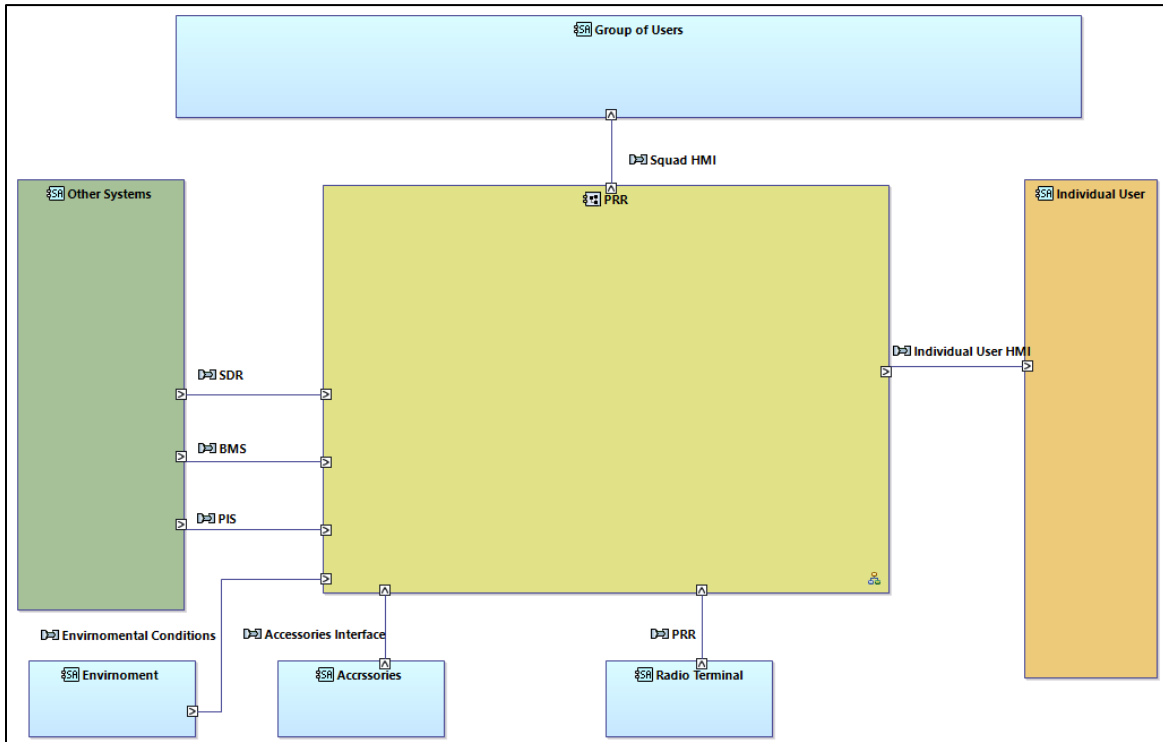 Group of Users
Squad HMI
Other Systems
PRR
Individual User
SDR
Individual User HMI
BMS
PIS
Envirnomental Conditions
Accessories Interface
PRR
Envirnoment
Accrssories
Radio Terminal